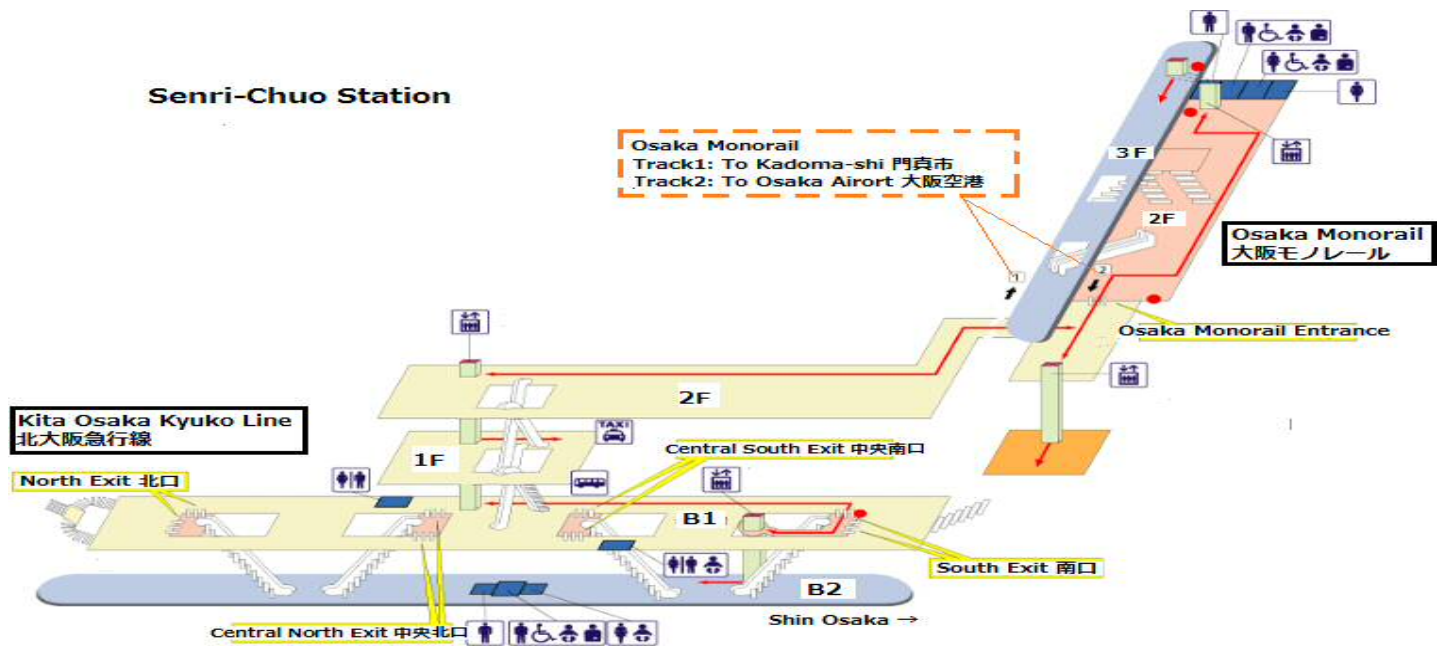 Senri-Chuo Station
Osaka Monorail
Track1: To Kadoma-shi 門真市
Track2: To Osaka Airort 大阪空港
3F
2F
Osaka Monorail
大阪モノレール
1
2
Osaka Monorail Entrance
2F
Kita Osaka Kyuko Line
北大阪急行線
TAXI
1F
Central South Exit 中央南口
North Exit 北口
B1
South Exit 南口
B2
Shin Osaka →
Central North Exit 中央北口